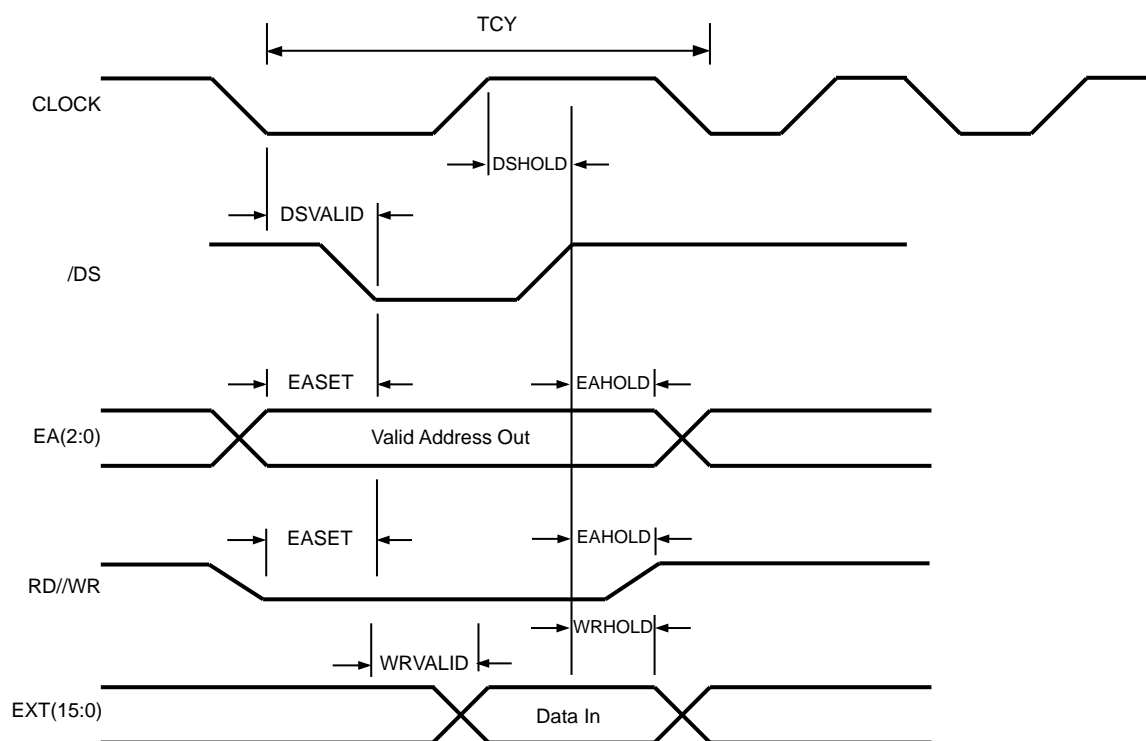 TCY
CLOCK
DSHOLD
DSVALID
/DS
EASET
EAHOLD
EA(2:0)
Valid Address Out
EASET
EAHOLD
RD//WR
WRHOLD
WRVALID
EXT(15:0)
Data In